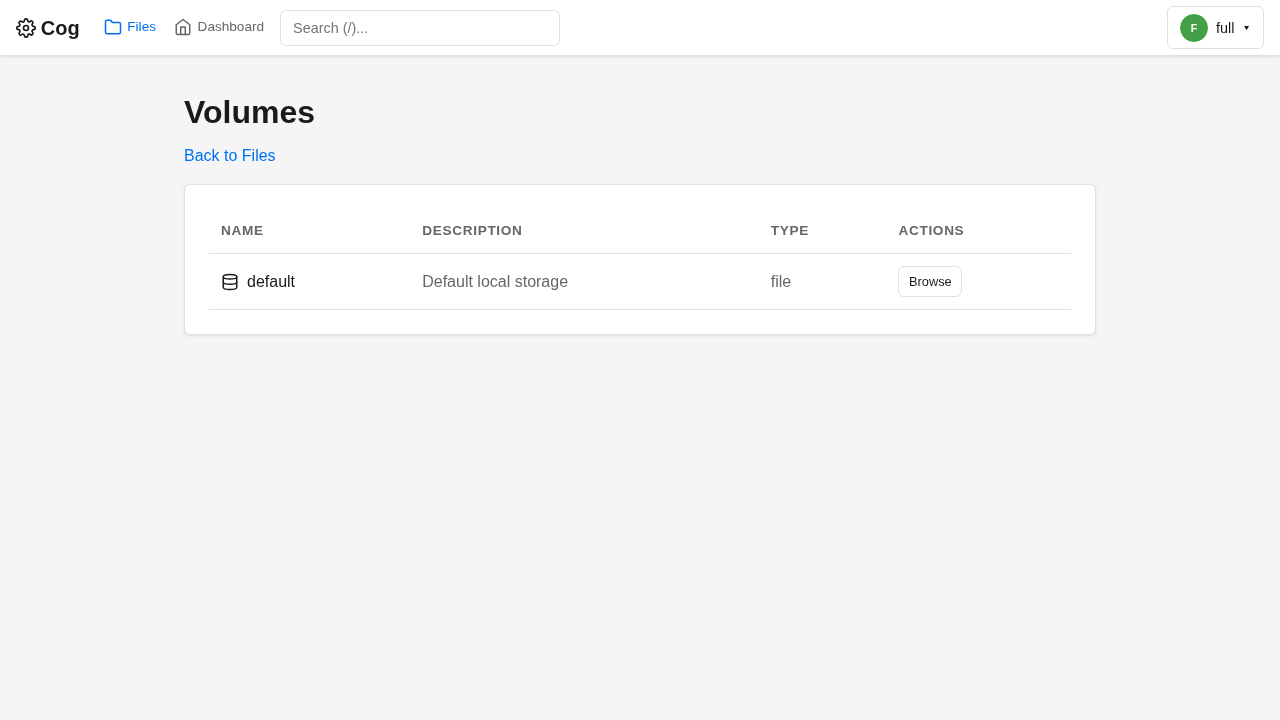 Cog Files Dashboard Search (/)... F full
Volumes
Back to Files
NAME DESCRIPTION TYPE ACTIONS
default Default local storage file Browse